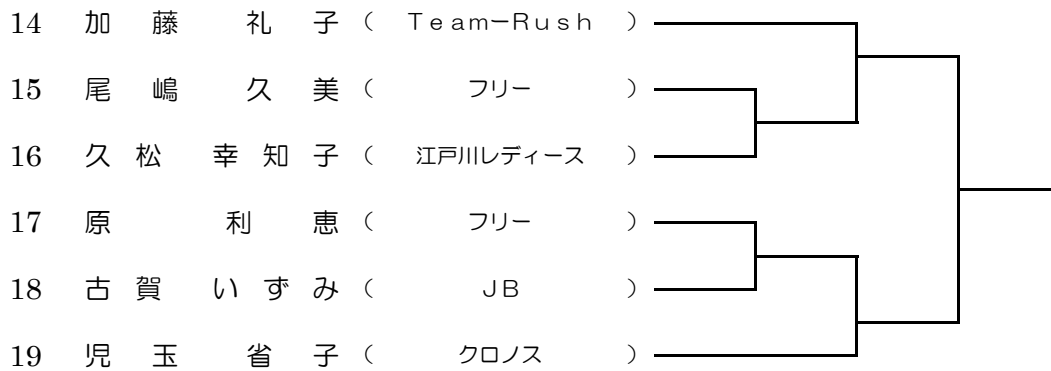 14 加藤 礼子 ( Team-Rush )
15 尾嶋 久美 ( フリー )
16 久松 幸知子 ( 江戸川レディース )
17 原 利恵 ( フリー )
18 古賀 いずみ ( JB )
19 児玉 省子 ( クロノス )